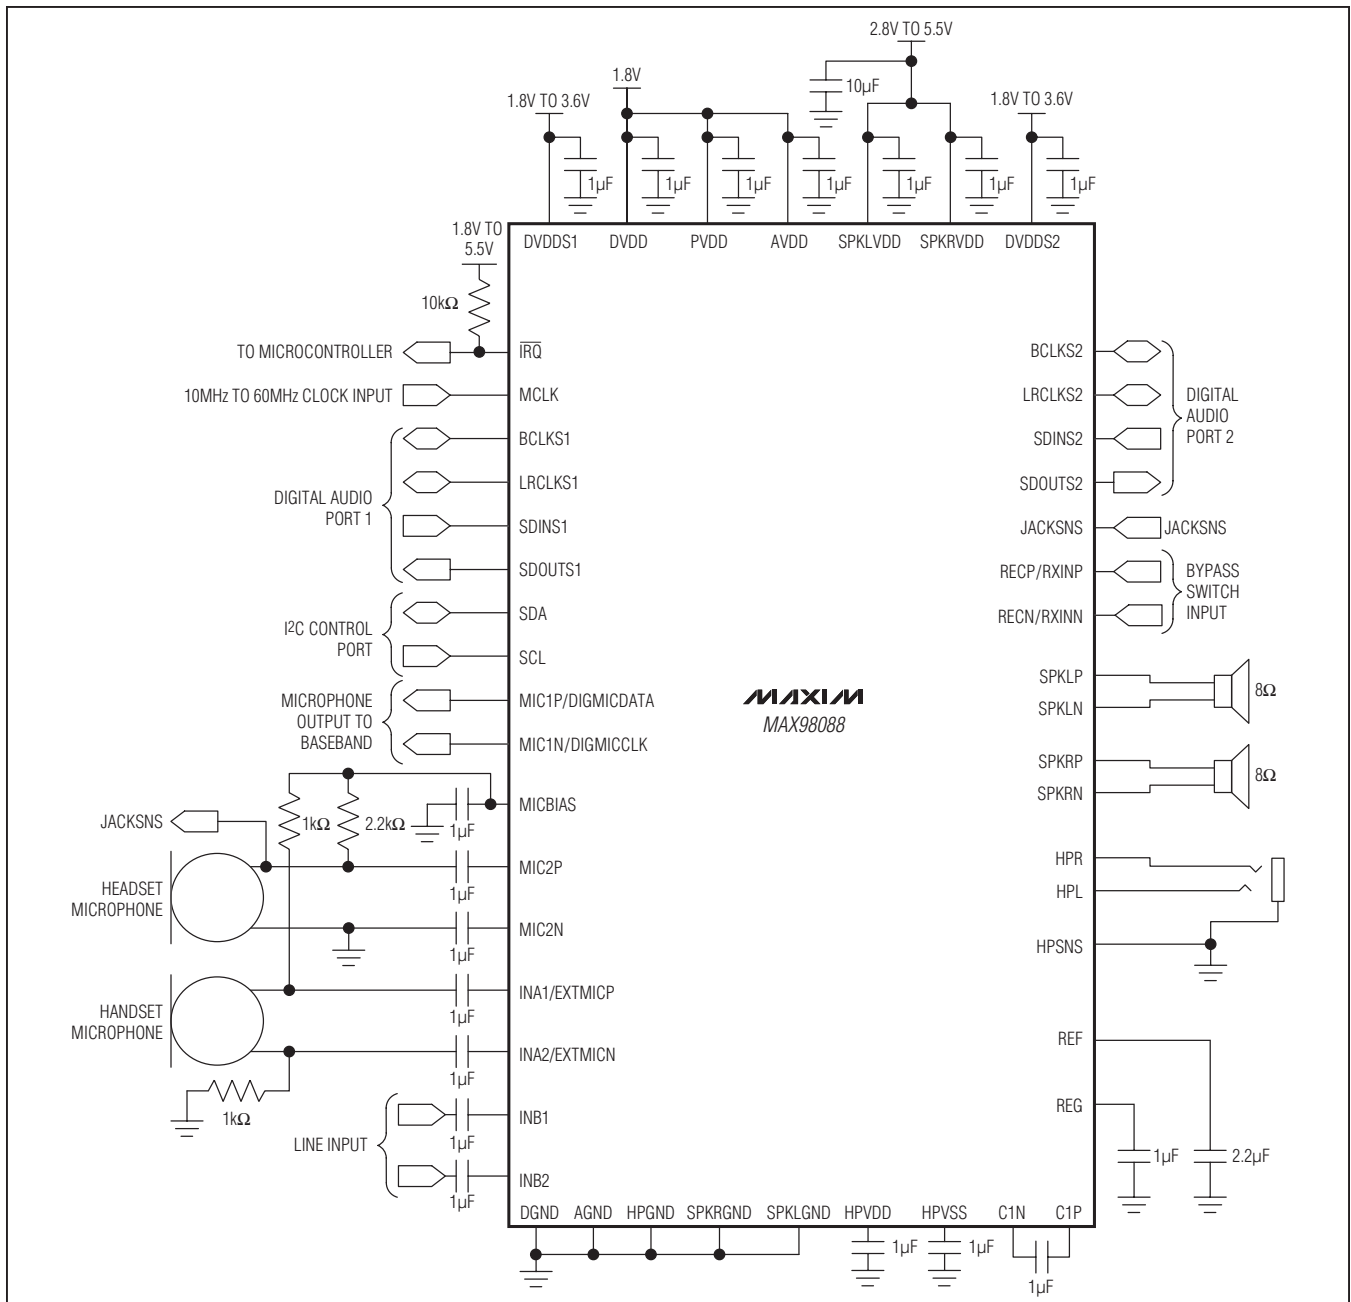 2.8V TO 5.5V
1.8V
10µF
1.8V TO 3.6V
1.8V TO 3.6V
1µF
1µF
1µF
1µF
1µF
1µF
1µF
1.8V TO
5.5V
DVDDS1
DVDD
PVDD
AVDD
SPKLVDD
SPKRVDD
DVDDS2
10kΩ
TO MICROCONTROLLER
IRQ
10MHz TO 60MHz CLOCK INPUT
MCLK
DIGITAL AUDIO
PORT 1
BCLKS1
LRCLKS1
SDINS1
SDOUTS1
I²C CONTROL
PORT
SDA
SCL
MICROPHONE
OUTPUT TO
BASEBAND
MIC1P/DIGMICDATA
MIC1N/DIGMICCLK
MICBIAS
1µF
1kΩ
2.2kΩ
JACKSNS
HEADSET
MICROPHONE
MIC2P
1µF
MIC2N
1µF
HANDSET
MICROPHONE
INA1/EXTMICP
1µF
INA2/EXTMICN
1µF
1kΩ
LINE INPUT
INB1
1µF
INB2
1µF
MAXIM
MAX98088
BCLKS2
LRCLKS2
SDINS2
SDOUTS2
DIGITAL
AUDIO
PORT 2
JACKSNS
JACKSNS
RECP/RXINP
RECN/RXINN
BYPASS
SWITCH
INPUT
SPKLP
SPKLN
8Ω
SPKRP
SPKRN
8Ω
HPR
HPL
HPSNS
REF
REG
1µF
2.2µF
DGND
AGND
HPGND
SPKRGND
SPKLGND
HPVDD
HPVSS
C1N
C1P
1µF
1µF
1µF